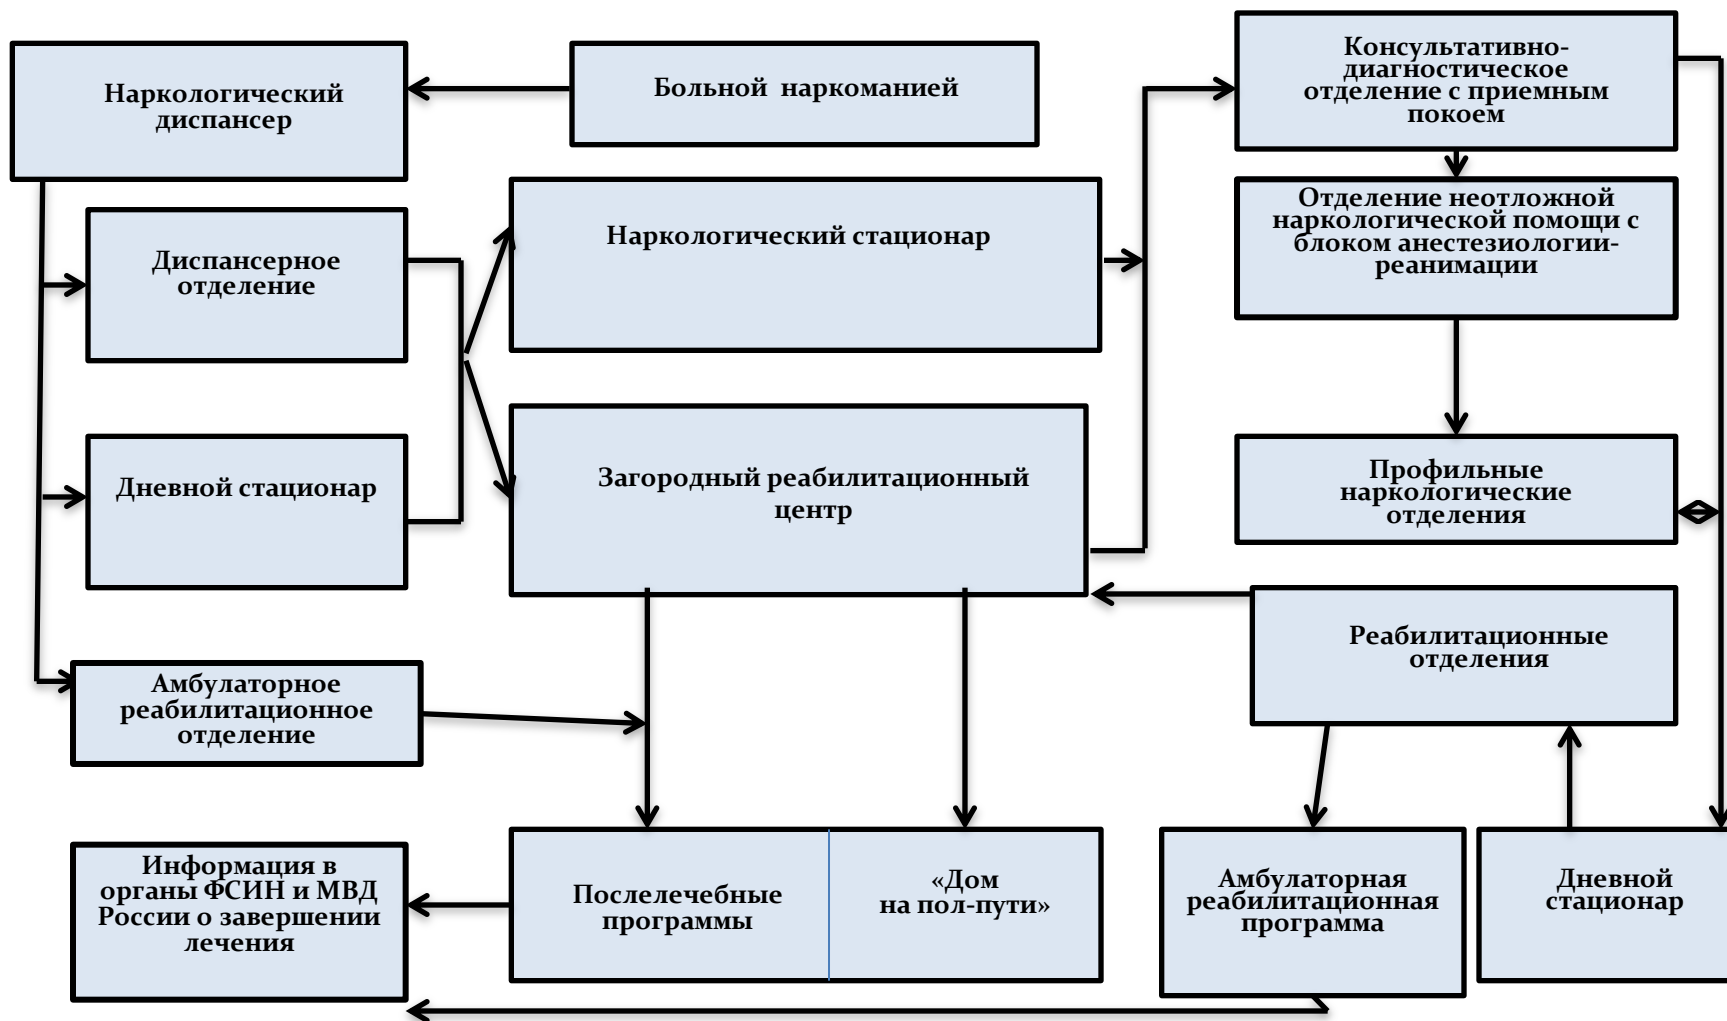 Наркологический
диспансер
Больной наркоманией
Консультативно-
диагностическое
отделение с приемным
покоем
Диспансерное
отделение
Наркологический стационар
Отделение неотложной
наркологической помощи с
блоком анестезиологии-
реанимации
Дневной стационар
Загородный реабилитационный
центр
Профильные
наркологические
отделения
Амбулаторное
реабилитационное
отделение
Реабилитационные
отделения
Информация в
органы ФСИН и МВД
России о завершении
лечения
Послелечебные
программы
«Дом
на пол-пути»
Амбулаторная
реабилитационная
программа
Дневной
стационар